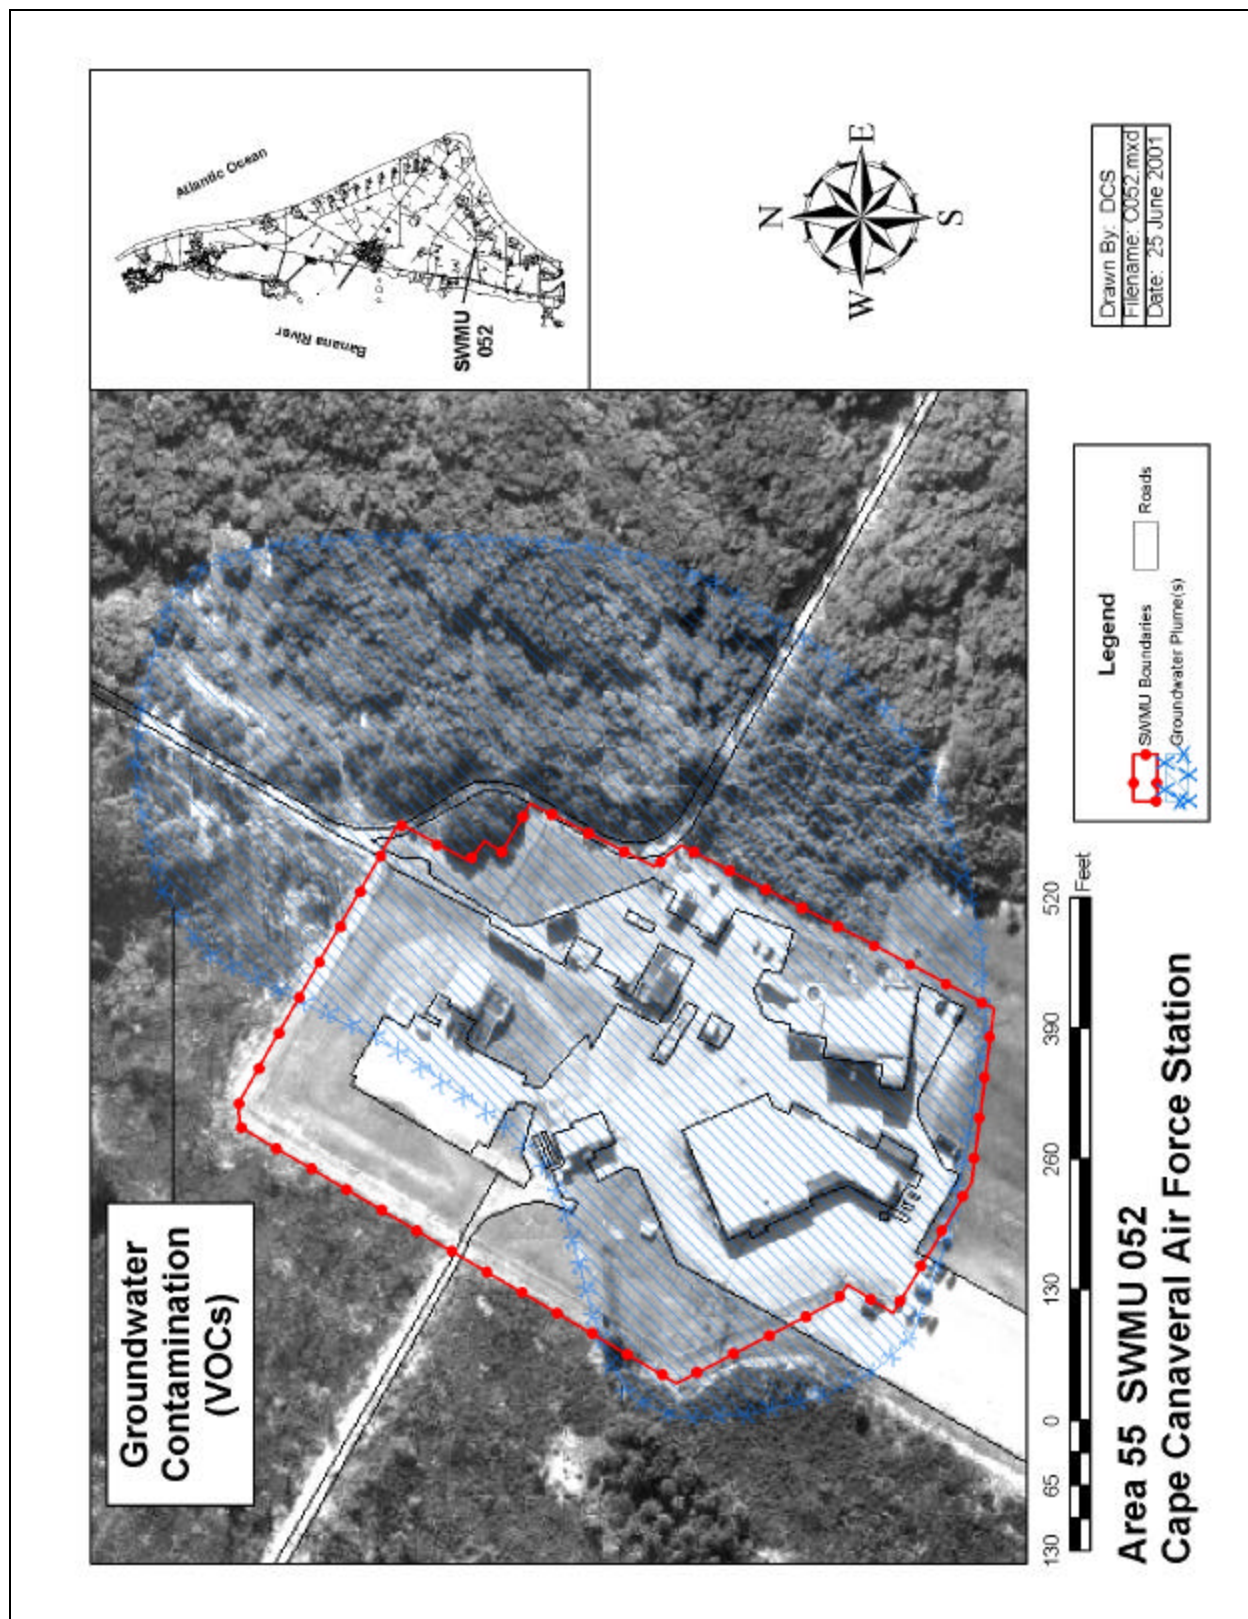 Groundwater
Contamination
(VOCs)
Atlantic Ocean
Banana River
SWMU
052
N
E
S
W
Drawn By: DCS
Filename: O052.mxd
Date: 25 June 2001
Legend
SWMU Boundaries
Roads
Groundwater Plume(s)
130 65 0 130 260 390 520
Feet
Area 55 SWMU 052
Cape Canaveral Air Force Station